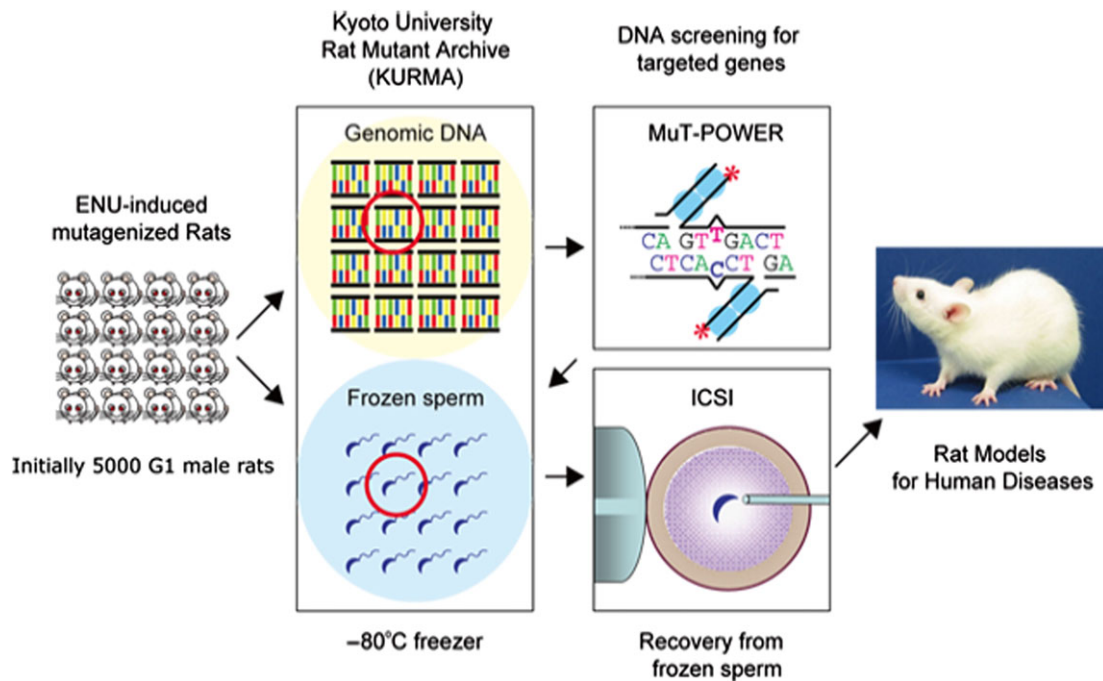 Kyoto University
Rat Mutant Archive
(KURMA)
DNA screening for
targeted genes
Genomic DNA
MuT-POWER
ENU-induced
mutagenized Rats
CA GTTGACT
CTCACCT GA
Initially 5000 G1 male rats
Frozen sperm
ICSI
Rat Models
for Human Diseases
–80°C freezer
Recovery from
frozen sperm